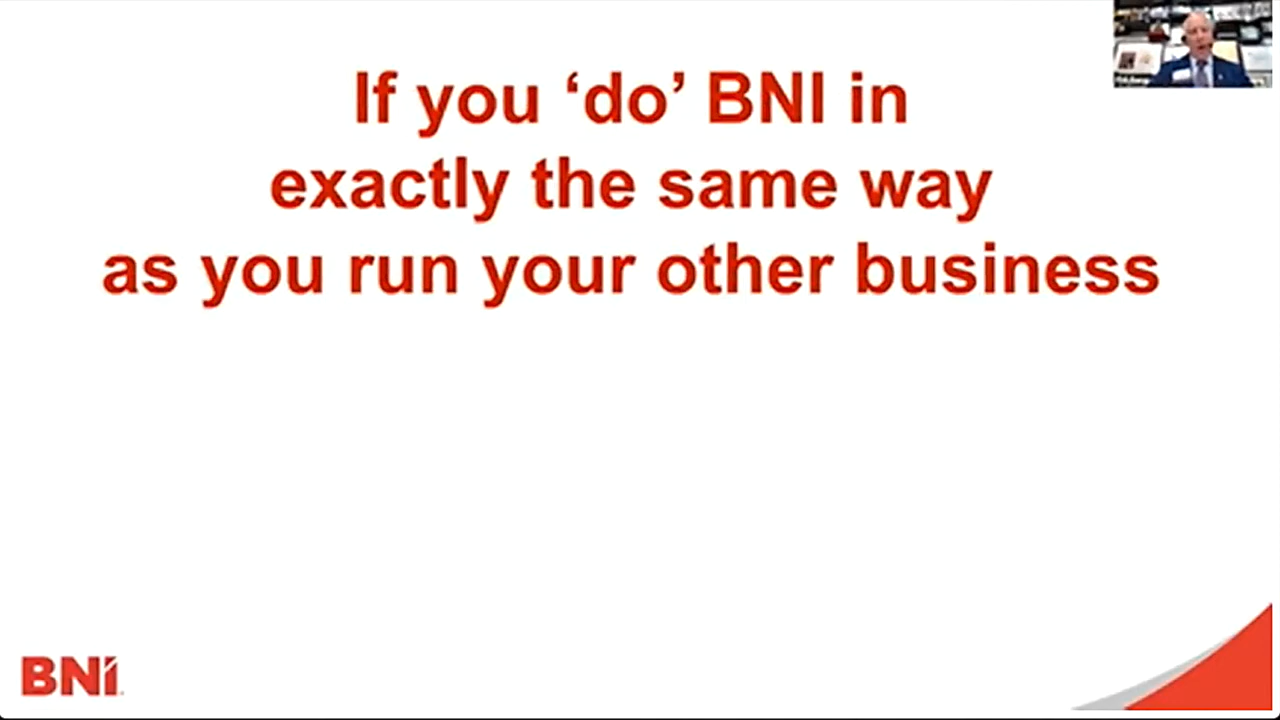 If you ‘do’ BNI in
exactly the same way
as you run your other business
BNI